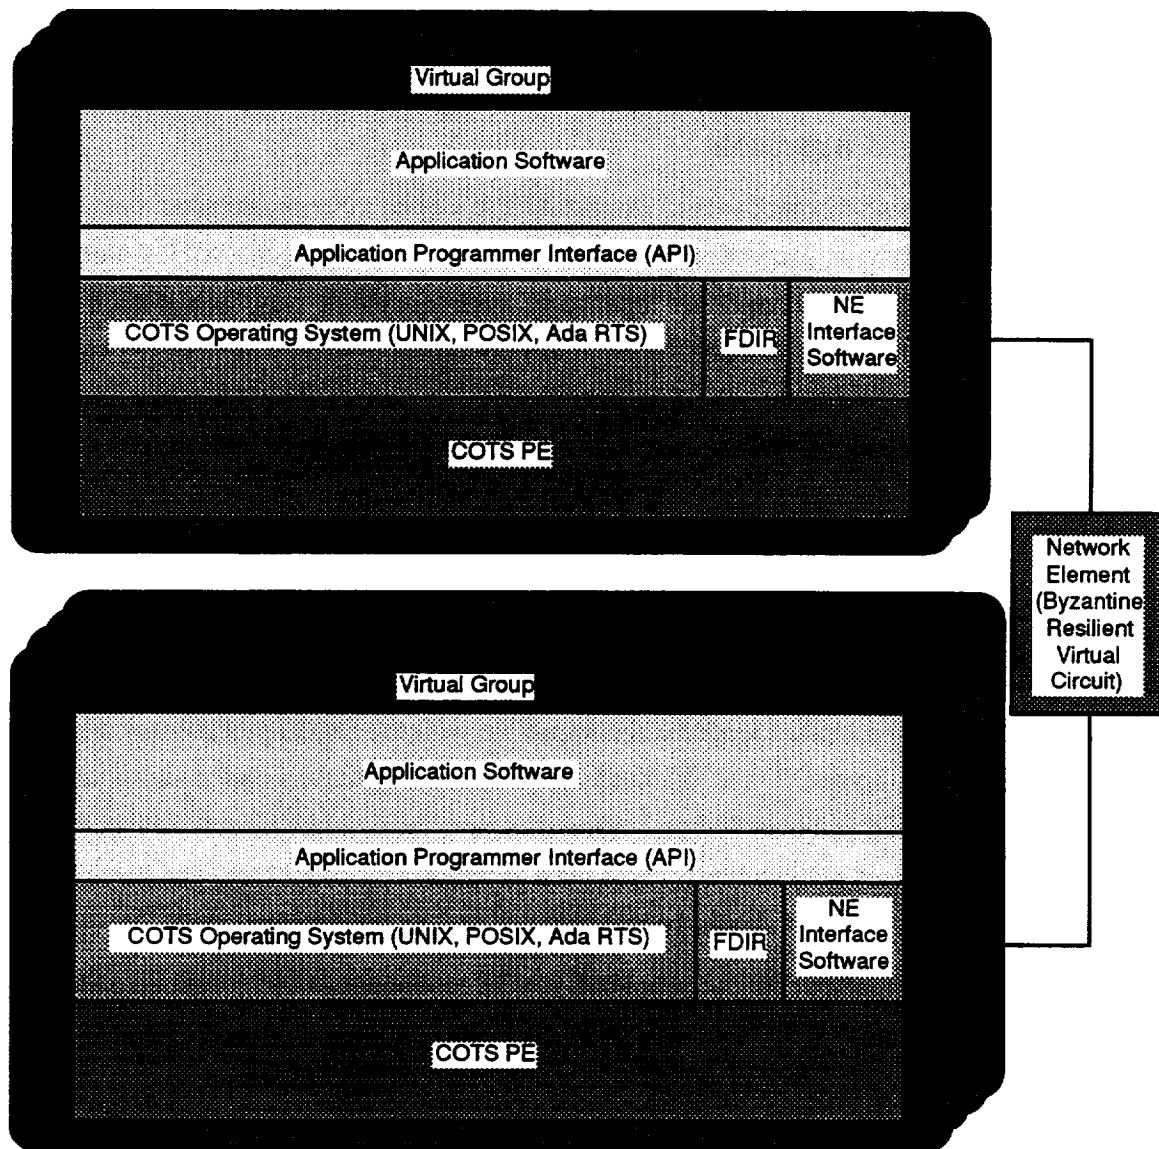 Virtual Group
Application Software
Application Programmer Interface (API)
COTS Operating System (UNIX, POSIX, Ada RTS)
FDIR
NE
Interface
Software
COTS PE
Network
Element
(Byzantine
Resilient
Virtual
Circuit)
Virtual Group
Application Software
Application Programmer Interface (API)
COTS Operating System (UNIX, POSIX, Ada RTS)
FDIR
NE
Interface
Software
COTS PE